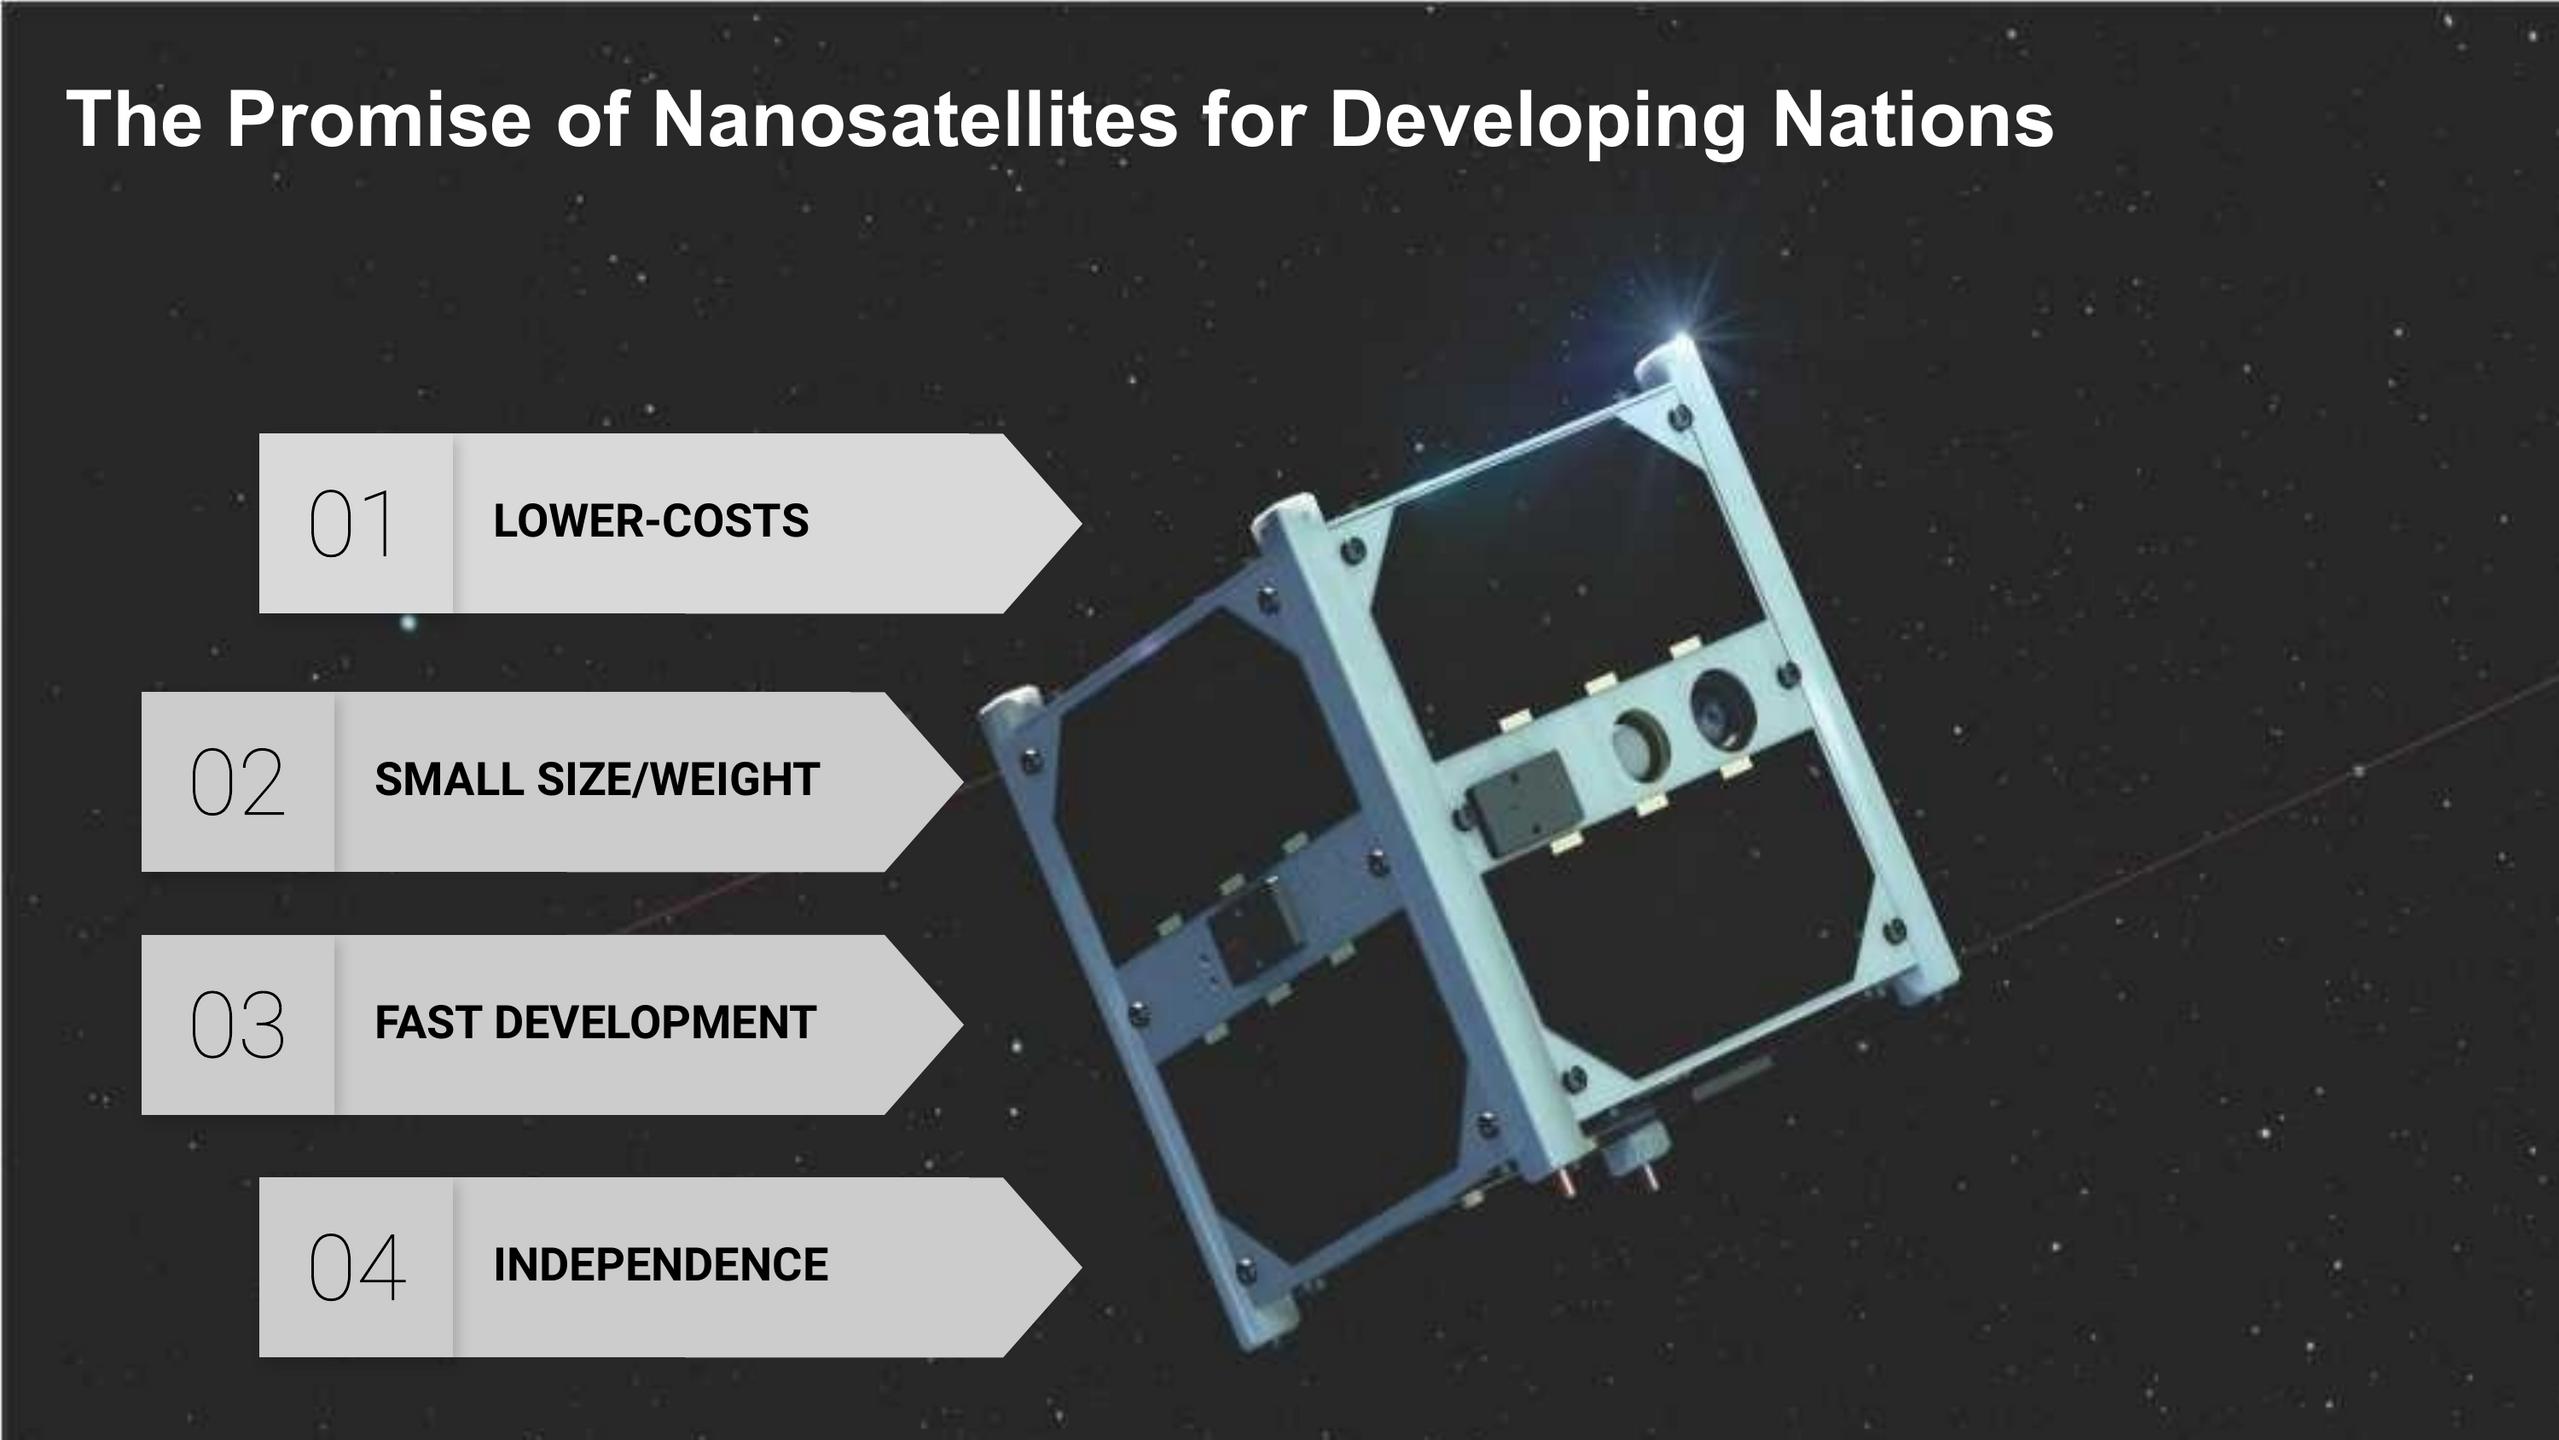 The Promise of Nanosatellites for Developing Nations
01
LOWER-COSTS
02
SMALL SIZE/WEIGHT
03
FAST DEVELOPMENT
04
INDEPENDENCE